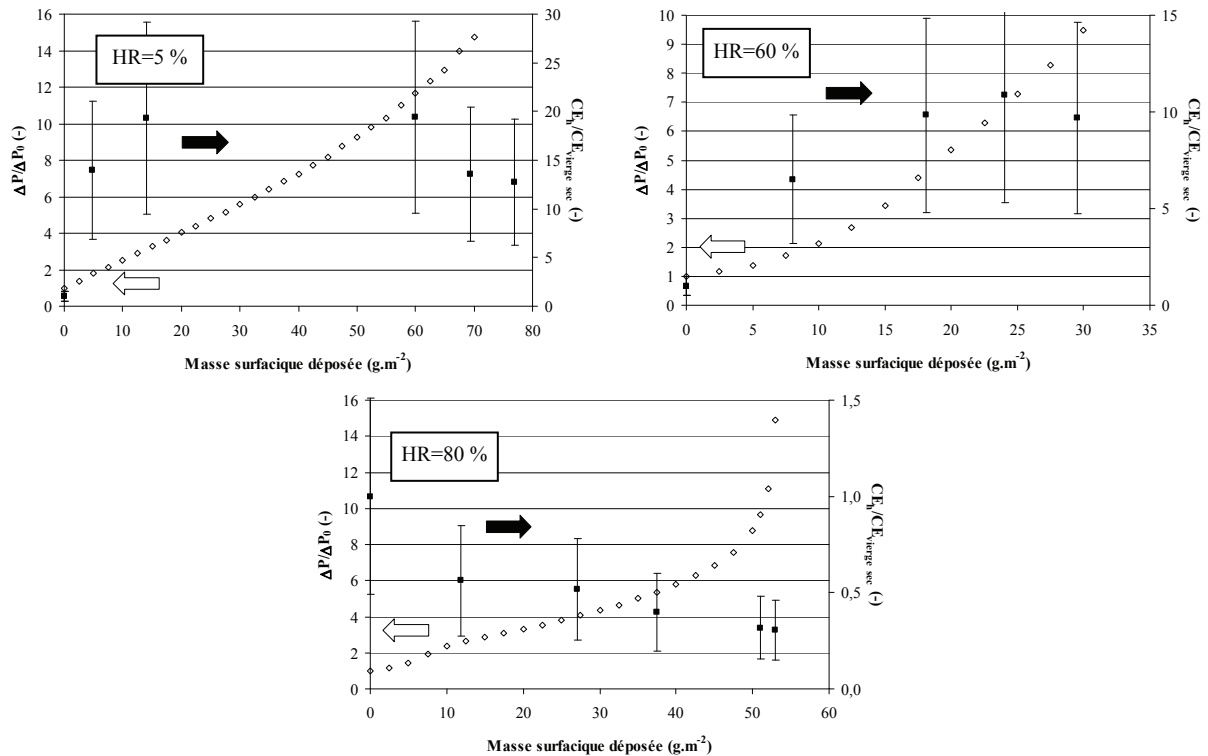 HR=5 %
ΔP/ΔP₀ (-)
16
14
12
10
8
6
4
2
0
30
25
20
15
10
5
0
CEₕ/CE_vierge sec (-)
0 10 20 30 40 50 60 70 80
Masse surfacique déposée (g.m⁻²)
HR=60 %
ΔP/ΔP₀ (-)
10
9
8
7
6
5
4
3
2
1
0
15
10
5
0
CEₕ/CE_vierge sec (-)
0 5 10 15 20 25 30 35
Masse surfacique déposée (g.m⁻²)
HR=80 %
ΔP/ΔP₀ (-)
16
14
12
10
8
6
4
2
0
1,5
1,0
0,5
0,0
CEₕ/CE_vierge sec (-)
0 10 20 30 40 50 60
Masse surfacique déposée (g.m⁻²)